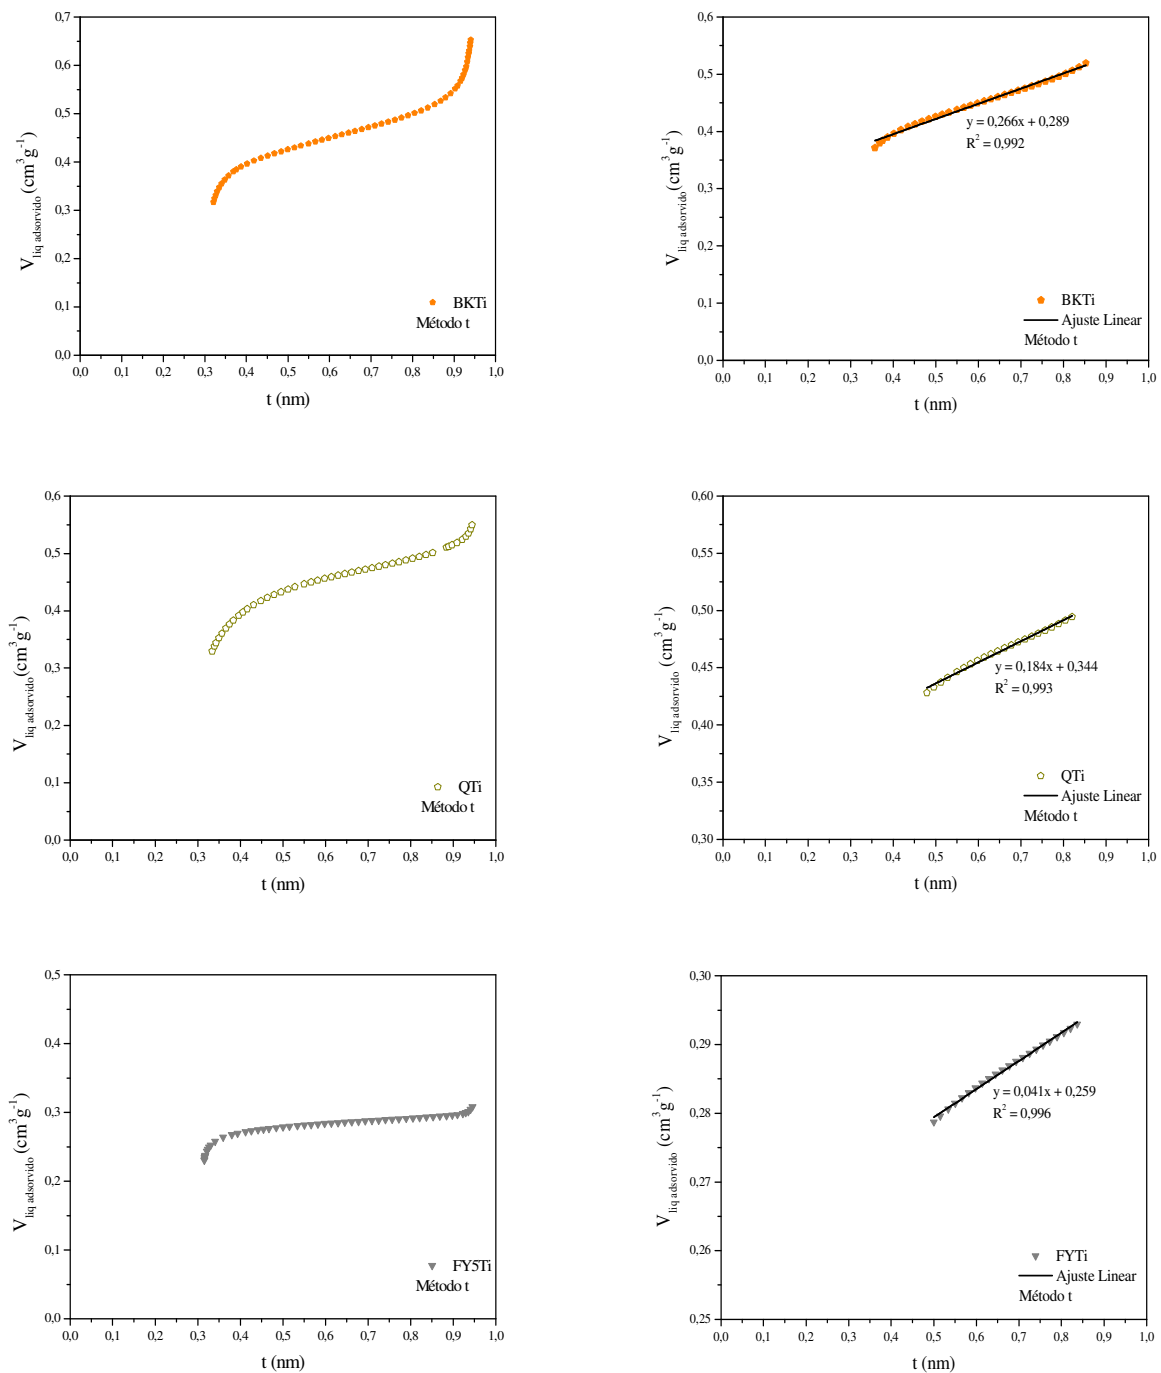 0,7
0,6
0,5
0,4
0,3
0,2
0,1
0,0
V liq adsorvido (cm³g⁻¹)
BKTi
Método t
0,0 0,1 0,2 0,3 0,4 0,5 0,6 0,7 0,8 0,9 1,0
t (nm)
0,6
0,5
0,4
0,3
0,2
0,1
0,0
V liq adsorvido (cm³g⁻¹)
y = 0,266x + 0,289
R² = 0,992
BKTi
Ajuste Linear
Método t
0,0 0,1 0,2 0,3 0,4 0,5 0,6 0,7 0,8 0,9 1,0
t (nm)
0,6
0,5
0,4
0,3
0,2
0,1
0,0
V liq adsorvido (cm³g⁻¹)
QTi
Método t
0,0 0,1 0,2 0,3 0,4 0,5 0,6 0,7 0,8 0,9 1,0
t (nm)
0,60
0,55
0,50
0,45
0,40
0,35
0,30
V liq adsorvido (cm³g⁻¹)
y = 0,184x + 0,344
R² = 0,993
QTi
Ajuste Linear
Método t
0,0 0,1 0,2 0,3 0,4 0,5 0,6 0,7 0,8 0,9 1,0
t (nm)
0,5
0,4
0,3
0,2
0,1
0,0
V liq adsorvido (cm³g⁻¹)
FY5Ti
Método t
0,0 0,1 0,2 0,3 0,4 0,5 0,6 0,7 0,8 0,9 1,0
t (nm)
0,30
0,29
0,28
0,27
0,26
0,25
V liq adsorvido (cm³g⁻¹)
y = 0,041x + 0,259
R² = 0,996
FYTi
Ajuste Linear
Método t
0,0 0,1 0,2 0,3 0,4 0,5 0,6 0,7 0,8 0,9 1,0
t (nm)